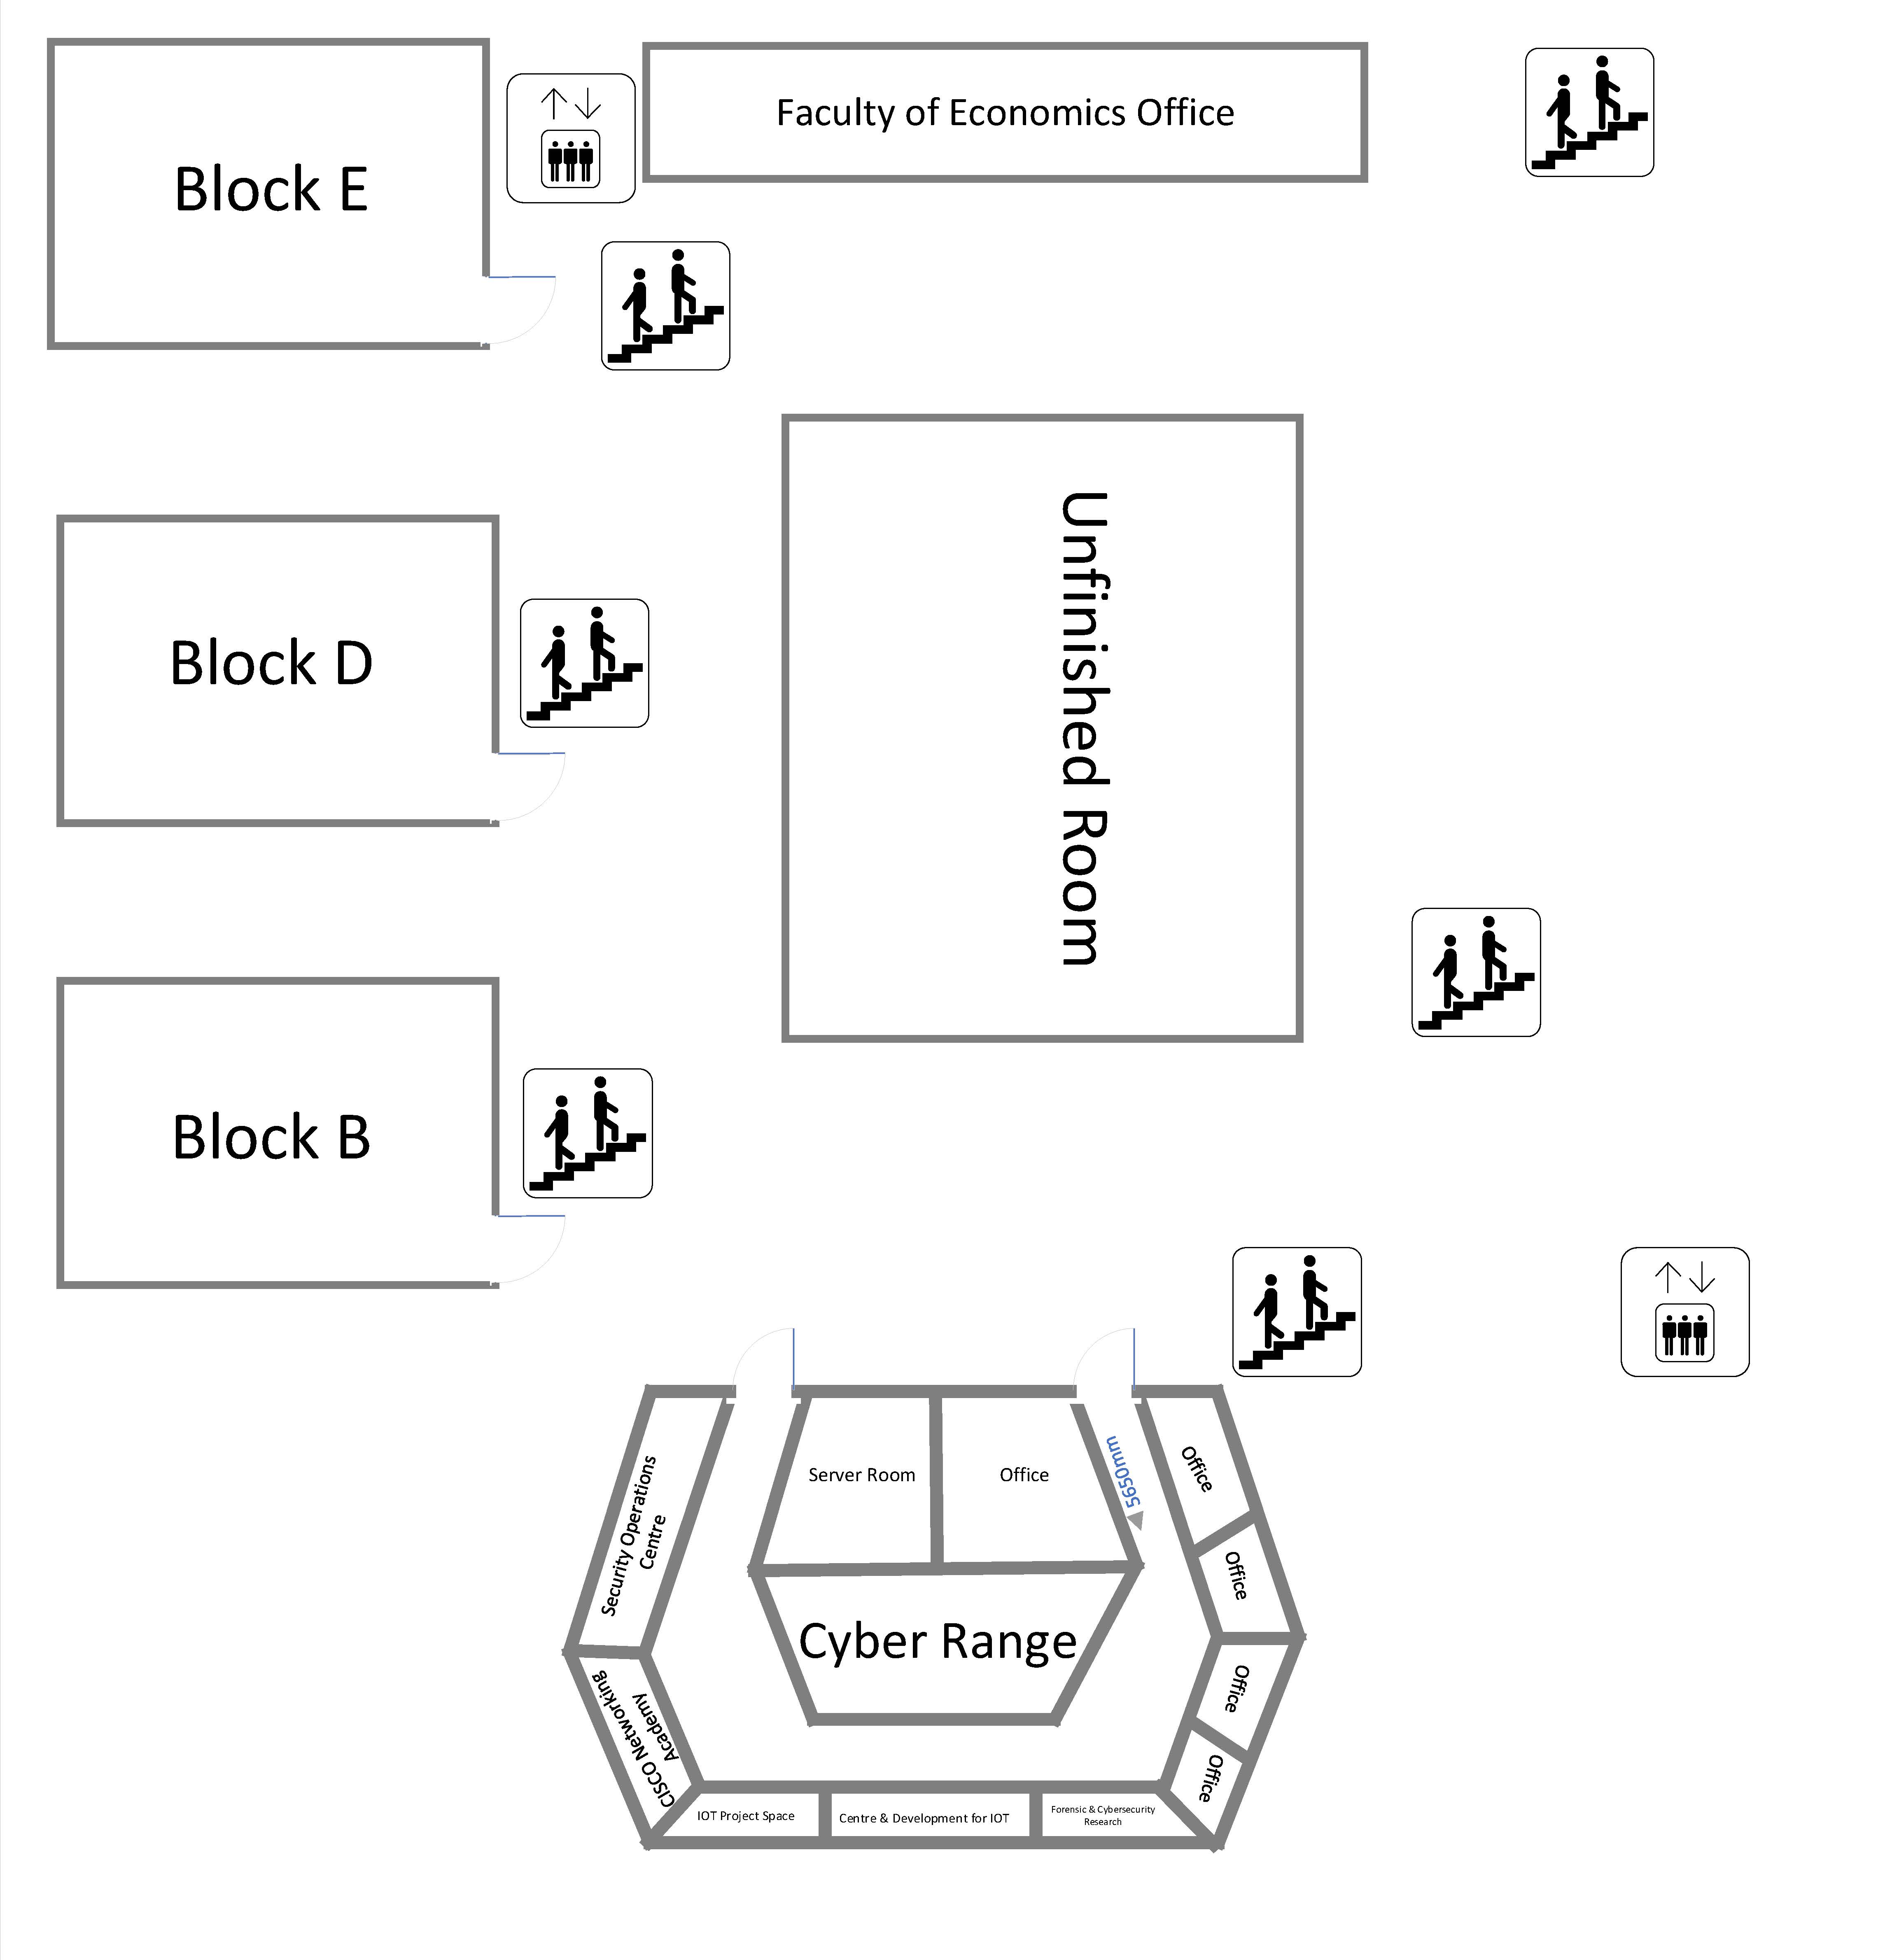 Faculty of Economics Office
Block E
Unfinished Room
Block D
Block B
5650mm
Server Room
Office
Office
Security Operations
Centre
Office
Cyber Range
Office
CISCO Networking
Academy
Office
IOT Project Space
Centre & Development for IOT
Forensic & Cybersecurity
Research